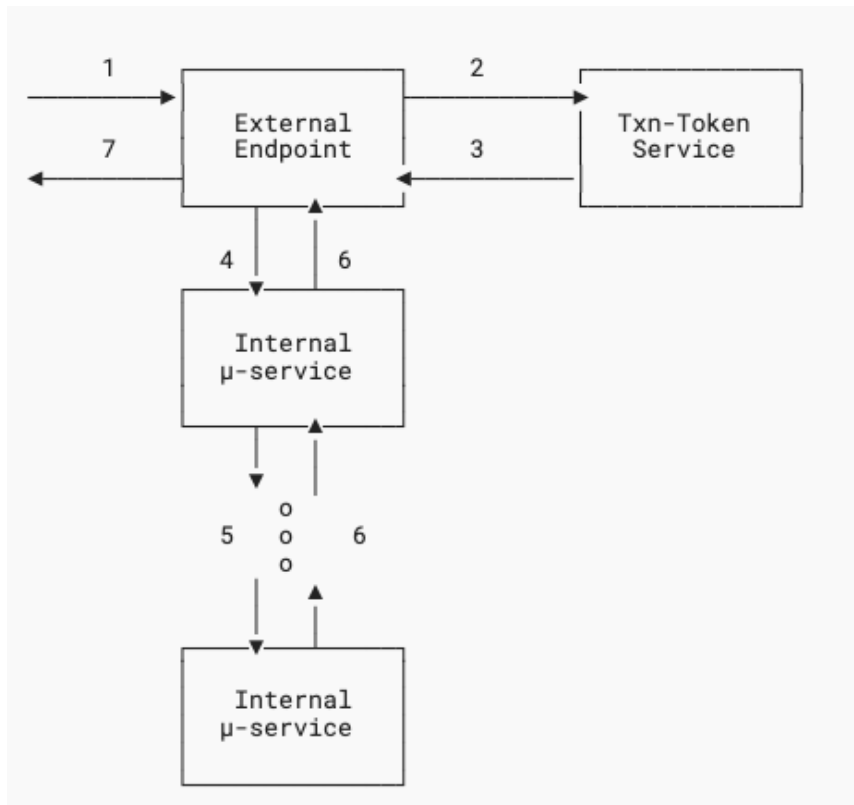 1
2
External
Endpoint
Txn-Token
Service
7
3
4
6
Internal
µ-service
o
5
o
6
o
Internal
µ-service